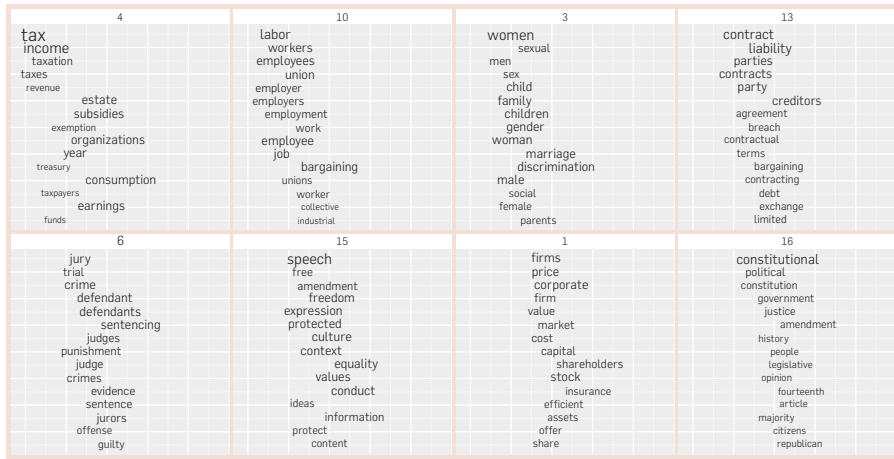 4
tax
income
taxation
taxes
revenue
estate
subsidies
exemption
organizations
year
treasury
consumption
taxpayers
earnings
funds
10
labor
workers
employees
union
employer
employers
employment
work
employee
job
bargaining
unions
worker
collective
industrial
3
women
sexual
men
sex
child
family
children
gender
woman
marriage
discrimination
male
social
female
parents
13
contract
liability
parties
contracts
party
creditors
agreement
breach
contractual
terms
bargaining
contracting
debt
exchange
limited
6
jury
trial
crime
defendant
defendants
sentencing
judges
punishment
judge
crimes
evidence
sentence
jurors
offense
guilty
15
speech
free
amendment
freedom
expression
protected
culture
context
equality
values
conduct
ideas
information
protect
content
1
firms
price
corporate
firm
value
market
cost
capital
shareholders
stock
insurance
efficient
assets
offer
share
16
constitutional
political
constitution
government
justice
amendment
history
people
legislative
opinion
fourteenth
article
majority
citizens
republican